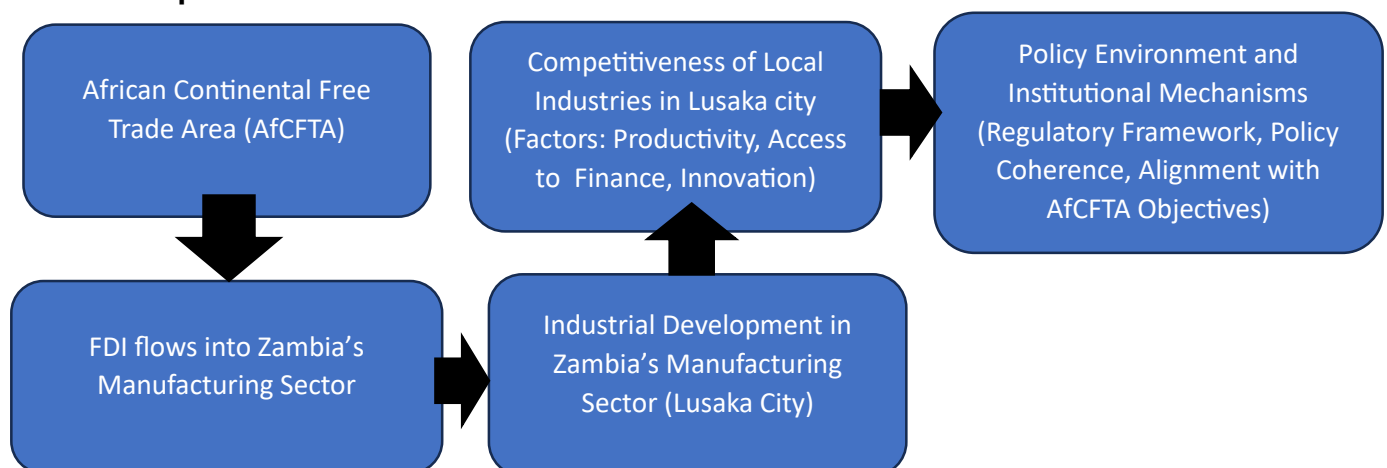 African Continental Free
Trade Area (AfCFTA)
FDI flows into Zambia's
Manufacturing Sector
Industrial Development in
Zambia's Manufacturing
Sector (Lusaka City)
Competitiveness of Local
Industries in Lusaka city
(Factors: Productivity, Access
to Finance, Innovation)
Policy Environment and
Institutional Mechanisms
(Regulatory Framework, Policy
Coherence, Alignment with
AfCFTA Objectives)